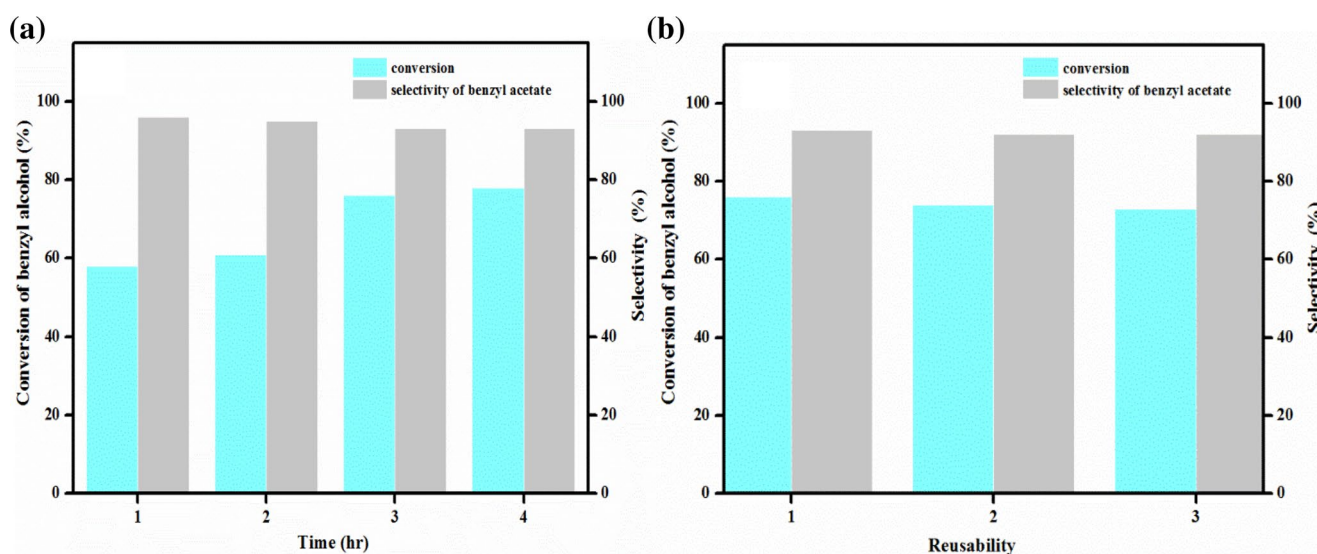 (a)
conversion
selectivity of benzyl acetate
100
80
60
40
20
0
Conversion of benzyl alcohol (%)
100
80
60
40
20
0
Selectivity (%)
1 2 3 4
Time (hr)
(b)
conversion
selectivity of benzyl acetate
100
80
60
40
20
0
Conversion of benzyl alcohol (%)
100
80
60
40
20
0
Selectivity (%)
1 2 3
Reusability